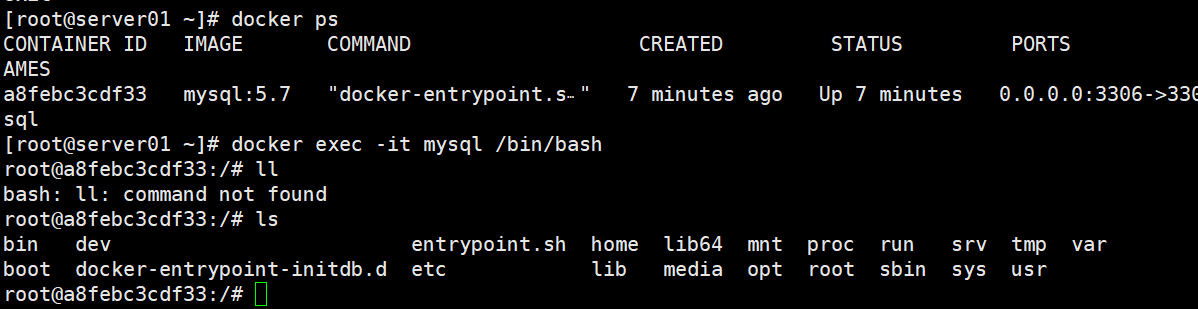 [root@server01 ~]# docker ps
CONTAINER ID   IMAGE       COMMAND                   CREATED         STATUS         PORTS
AMES
a8febc3cdf33   mysql:5.7   "docker-entrypoint.s…"   7 minutes ago   Up 7 minutes   0.0.0.0:3306->330
sql
[root@server01 ~]# docker exec -it mysql /bin/bash
root@a8febc3cdf33:/# ll
bash: ll: command not found
root@a8febc3cdf33:/# ls
bin   dev                         entrypoint.sh  home  lib64  mnt  proc  run   srv  tmp  var
boot  docker-entrypoint-initdb.d  etc            lib   media  opt  root  sbin  sys  usr
root@a8febc3cdf33:/#